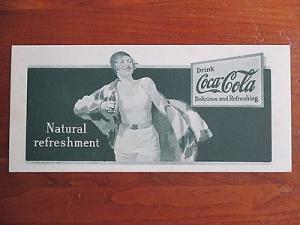 Drink
Coca-Cola
Delicious and Refreshing
Natural
refreshment